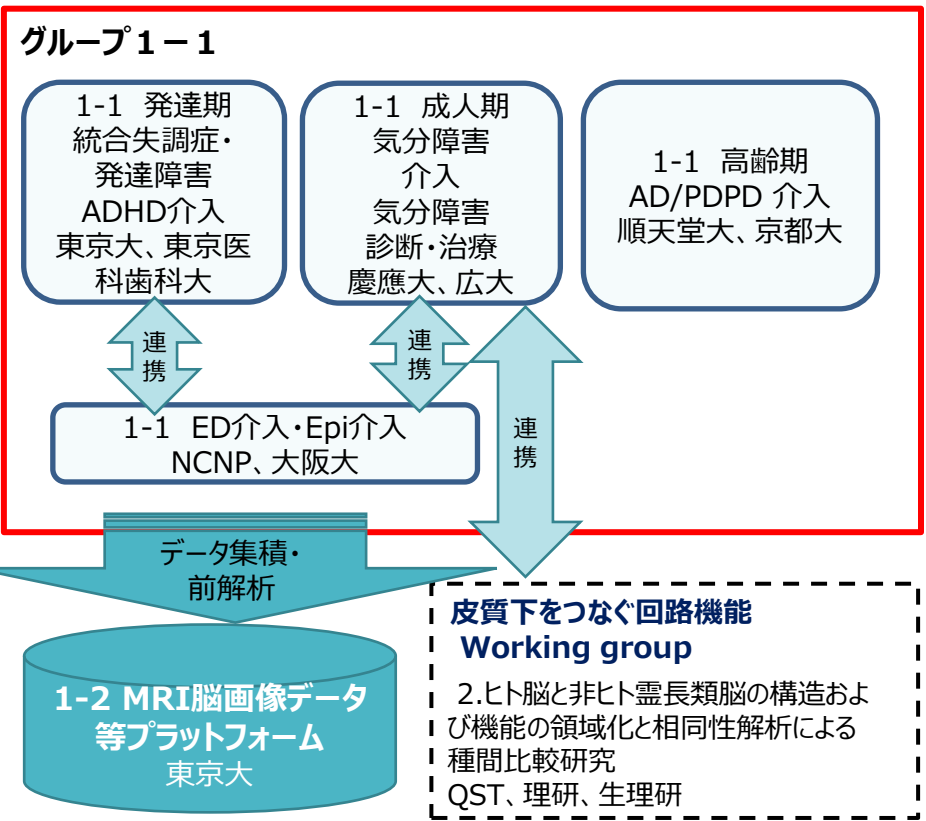 グループ１－１
1-1 発達期
統合失調症・
発達障害
ADHD介入
東京大、東京医
科歯科大
1-1 成人期
気分障害
介入
気分障害
診断・治療
慶應大、広大
1-1 高齢期
AD/PDPD 介入
順天堂大、京都大
連
携
連
携
連
携
1-1 ED介入・Epi介入
NCNP、大阪大
データ集積・
前解析
1-2 MRI脳画像データ
等プラットフォーム
東京大
皮質下をつなぐ回路機能
Working group
2.ヒト脳と非ヒト霊長類脳の構造およ
び機能の領域化と相同性解析による
種間比較研究
QST、理研、生理研